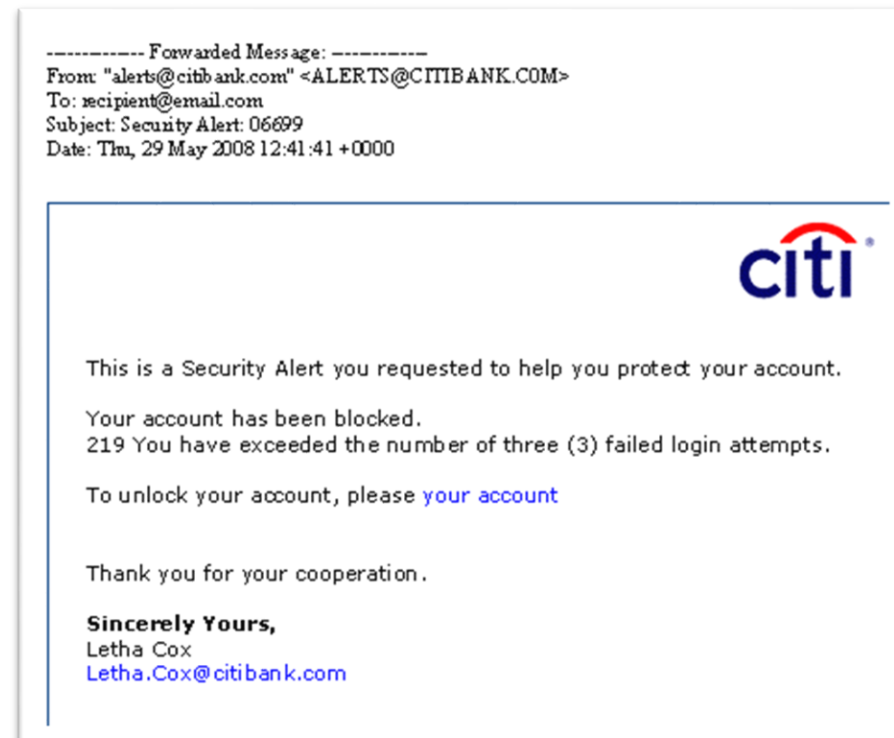 -------------- Forwarded Message: --------------
From: "alerts@citibank.com" <ALERTS@CITIBANK.C0M>
To: recipient@email.com
Subject: Security Alert: 06699
Date: Thu, 29 May 2008 12:41:41 +0000
citi®
This is a Security Alert you requested to help you protect your account.
Your account has been blocked.
219 You have exceeded the number of three (3) failed login attempts.
To unlock your account, please your account
Thank you for your cooperation.
Sincerely Yours,
Letha Cox
Letha.Cox@citibank.com